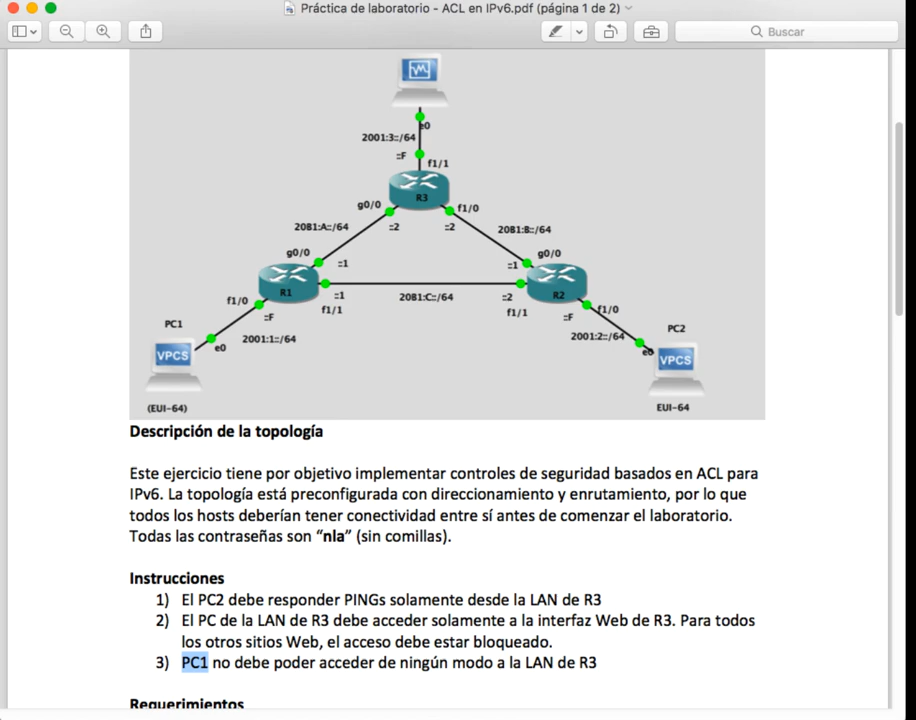 Práctica de laboratorio - ACL en IPv6.pdf (página 1 de 2)
Buscar
e0
2001:3::/64
::F
f1/1
R3
g0/0
f1/0
2081:A::/64
::2
::2
2081:B::/64
g0/0
::1
::1
g0/0
R1
::1
2081:C::/64
::2
R2
f1/0
f1/1
f1/1
::F
f1/0
::F
PC1
2001:1::/64
2001:2::/64
PC2
e0
e0
VPCS
VPCS
(EUI-64)
EUI-64
Descripción de la topología
Este ejercicio tiene por objetivo implementar controles de seguridad basados en ACL para
IPv6. La topología está preconfigurada con direccionamiento y enrutamiento, por lo que
todos los hosts deberían tener conectividad entre sí antes de comenzar el laboratorio.
Todas las contraseñas son “nla” (sin comillas).
Instrucciones
1) El PC2 debe responder PINGs solamente desde la LAN de R3
2) El PC de la LAN de R3 debe acceder solamente a la interfaz Web de R3. Para todos
los otros sitios Web, el acceso debe estar bloqueado.
3) PC1 no debe poder acceder de ningún modo a la LAN de R3
Requerimientos